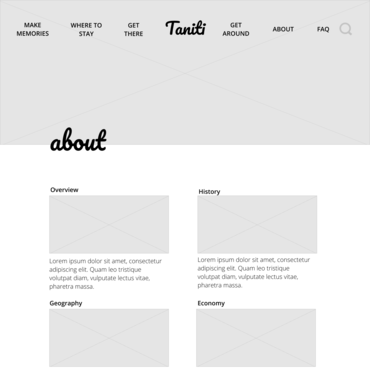 MAKE MEMORIES
WHERE TO STAY
GET THERE
Taniti
GET AROUND
ABOUT
FAQ
about
Overview
History
Lorem ipsum dolor sit amet, consectetur
adipiscing elit. Quam leo tristique
volutpat diam, vulputate lectus vitae,
pharetra massa.
Lorem ipsum dolor sit amet, consectetur
adipiscing elit. Quam leo tristique
volutpat diam, vulputate lectus vitae,
pharetra massa.
Geography
Economy